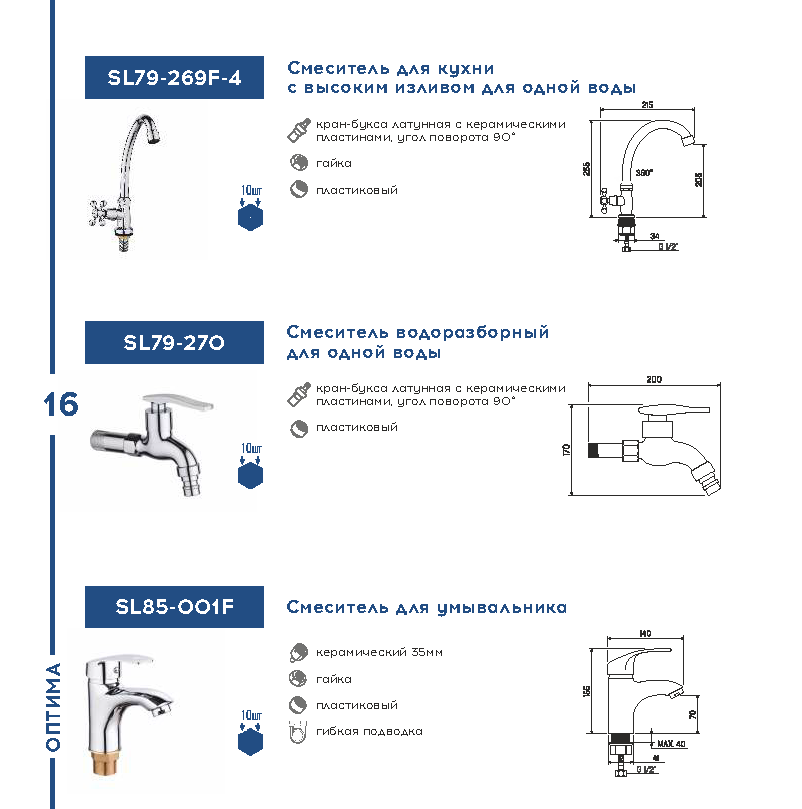 SL79-269F-4
Смеситель для кухни
с высоким изливом для одной воды
кран-букса латунная с керамическими
пластинами, угол поворота 90°
гайка
пластиковый
10шт
215
255
360°
205
34
G 1/2"
SL79-270
Смеситель водоразборный
для одной воды
кран-букса латунная с керамическими
пластинами, угол поворота 90°
пластиковый
10шт
200
170
16
SL85-001F
Смеситель для умывальника
керамический 35мм
гайка
пластиковый
гибкая подводка
10шт
140
70
MAX. 40
G 1/2"
ОПТИМА